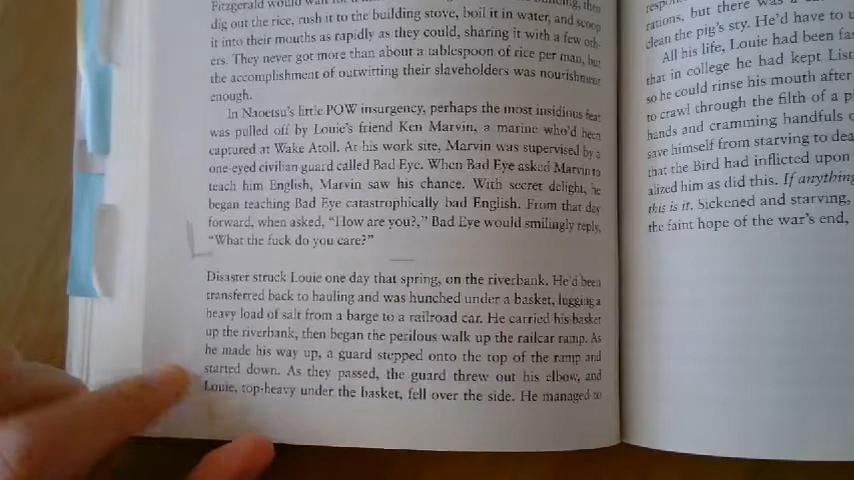 Fitzgerald would
dig out the rice, rush it to the building stove, boil it in water, and scoop
it into their mouths as rapidly as they could, sharing it with a few oth-
ers. They never got more than about a tablespoon of rice per man, but
the accomplishment of outwitting their slaveholders was nourishment
enough.
In Naoetsu's little POW insurgency, perhaps the most insidious feat
was pulled off by Louie's friend Ken Marvin, a marine who'd been
captured at Wake Atoll. At his work site, Marvin was supervised by a
one-eyed civilian guard called Bad Eye. When Bad Eye asked Marvin to
teach him English, Marvin saw his chance. With secret delight, he
began teaching Bad Eye catastrophically bad English. From that day
forward, when asked, "How are you?," Bad Eye would smilingly reply,
"What the fuck do you care?"
Disaster struck Louie one day that spring, on the riverbank. He'd been
transferred back to hauling and was hunched under a basket, lugging a
heavy load of salt from a barge to a railroad car. He carried his basket
up the riverbank, then began the perilous walk up the railcar ramp. As
he made his way up, a guard stepped onto the top of the ramp and
started down. As they passed, the guard threw out his elbow, and
Louie, top-heavy under the basket, fell over the side. He managed to
rations, but there was a
clean the pig's sty. He'd have to
All his life, Louie had been
that in college he had kept
so he could rinse his mouth after
to crawl through the filth of a
hands and cramming handfuls
save himself from starving to
that the Bird had inflicted upon
alized him as did this. If anything
this is it. Sickened and starving,
the faint hope of the war's end,